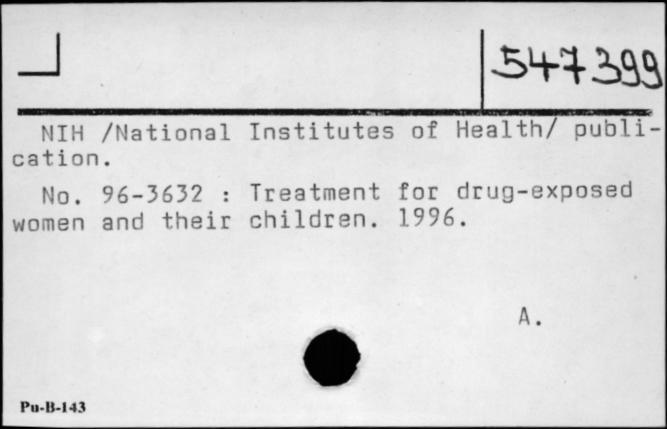 547399
NIH /National Institutes of Health/ publi-
cation.
No. 96-3632 : Treatment for drug-exposed
women and their children. 1996.
A.
Pu-B-143